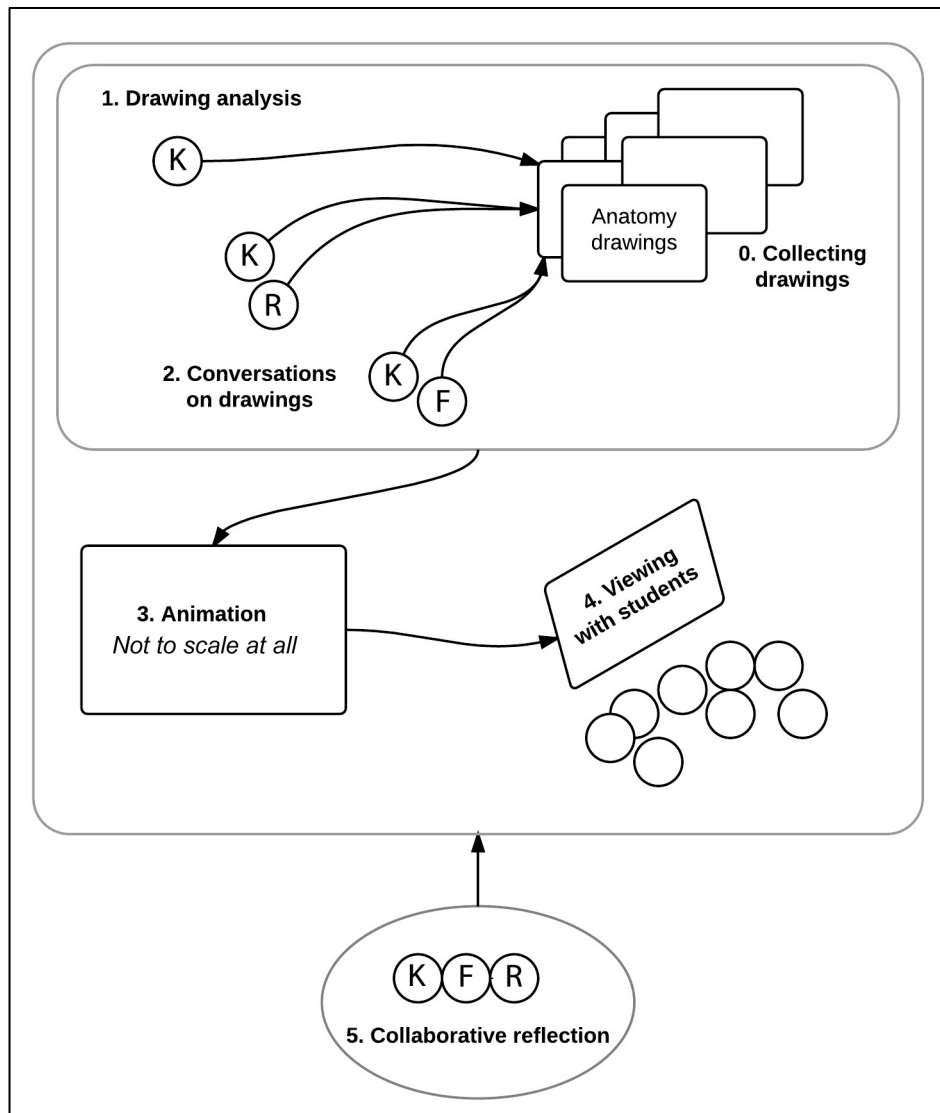 1. Drawing analysis
K
K
R
Anatomy
drawings
0. Collecting
drawings
2. Conversations
on drawings
K
F
3. Animation
Not to scale at all
4. Viewing
with students
K F R
5. Collaborative reflection